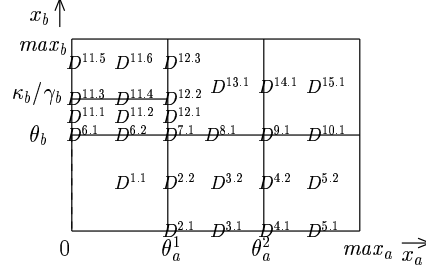 x_b
max_b
D^{11.5} D^{11.6} D^{12.3}
D^{13.1} D^{14.1} D^{15.1}
κ_b/γ_b D^{11.3} D^{11.4} D^{12.2}
D^{11.1} D^{11.2} D^{12.1}
θ_b D^{6.1} D^{6.2} D^{7.1} D^{8.1} D^{9.1} D^{10.1}
D^{1.1} D^{2.2} D^{3.2} D^{4.2} D^{5.2}
D^{2.1} D^{3.1} D^{4.1} D^{5.1}
0 θ_a^1 θ_a^2 max_a x_a